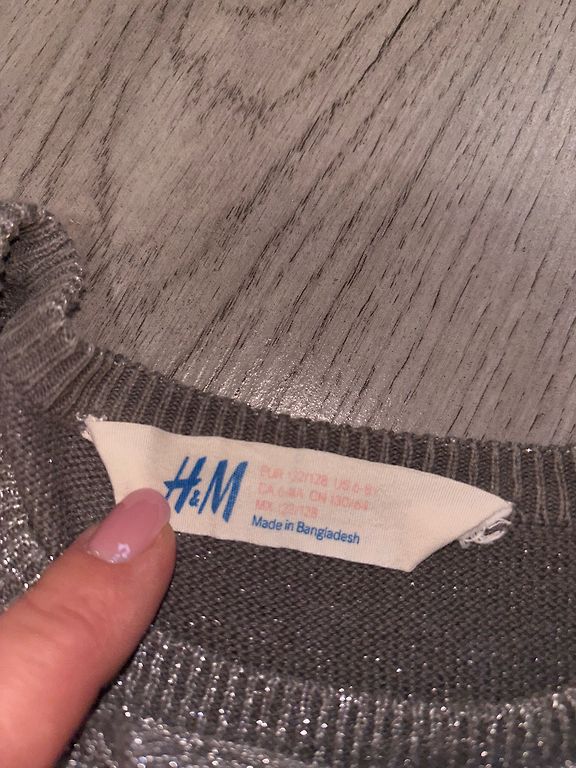 H&M
EUR 122/128 US 6-8Y
CA 6-8A CN 130/64
MX 122/128
Made in Bangladesh